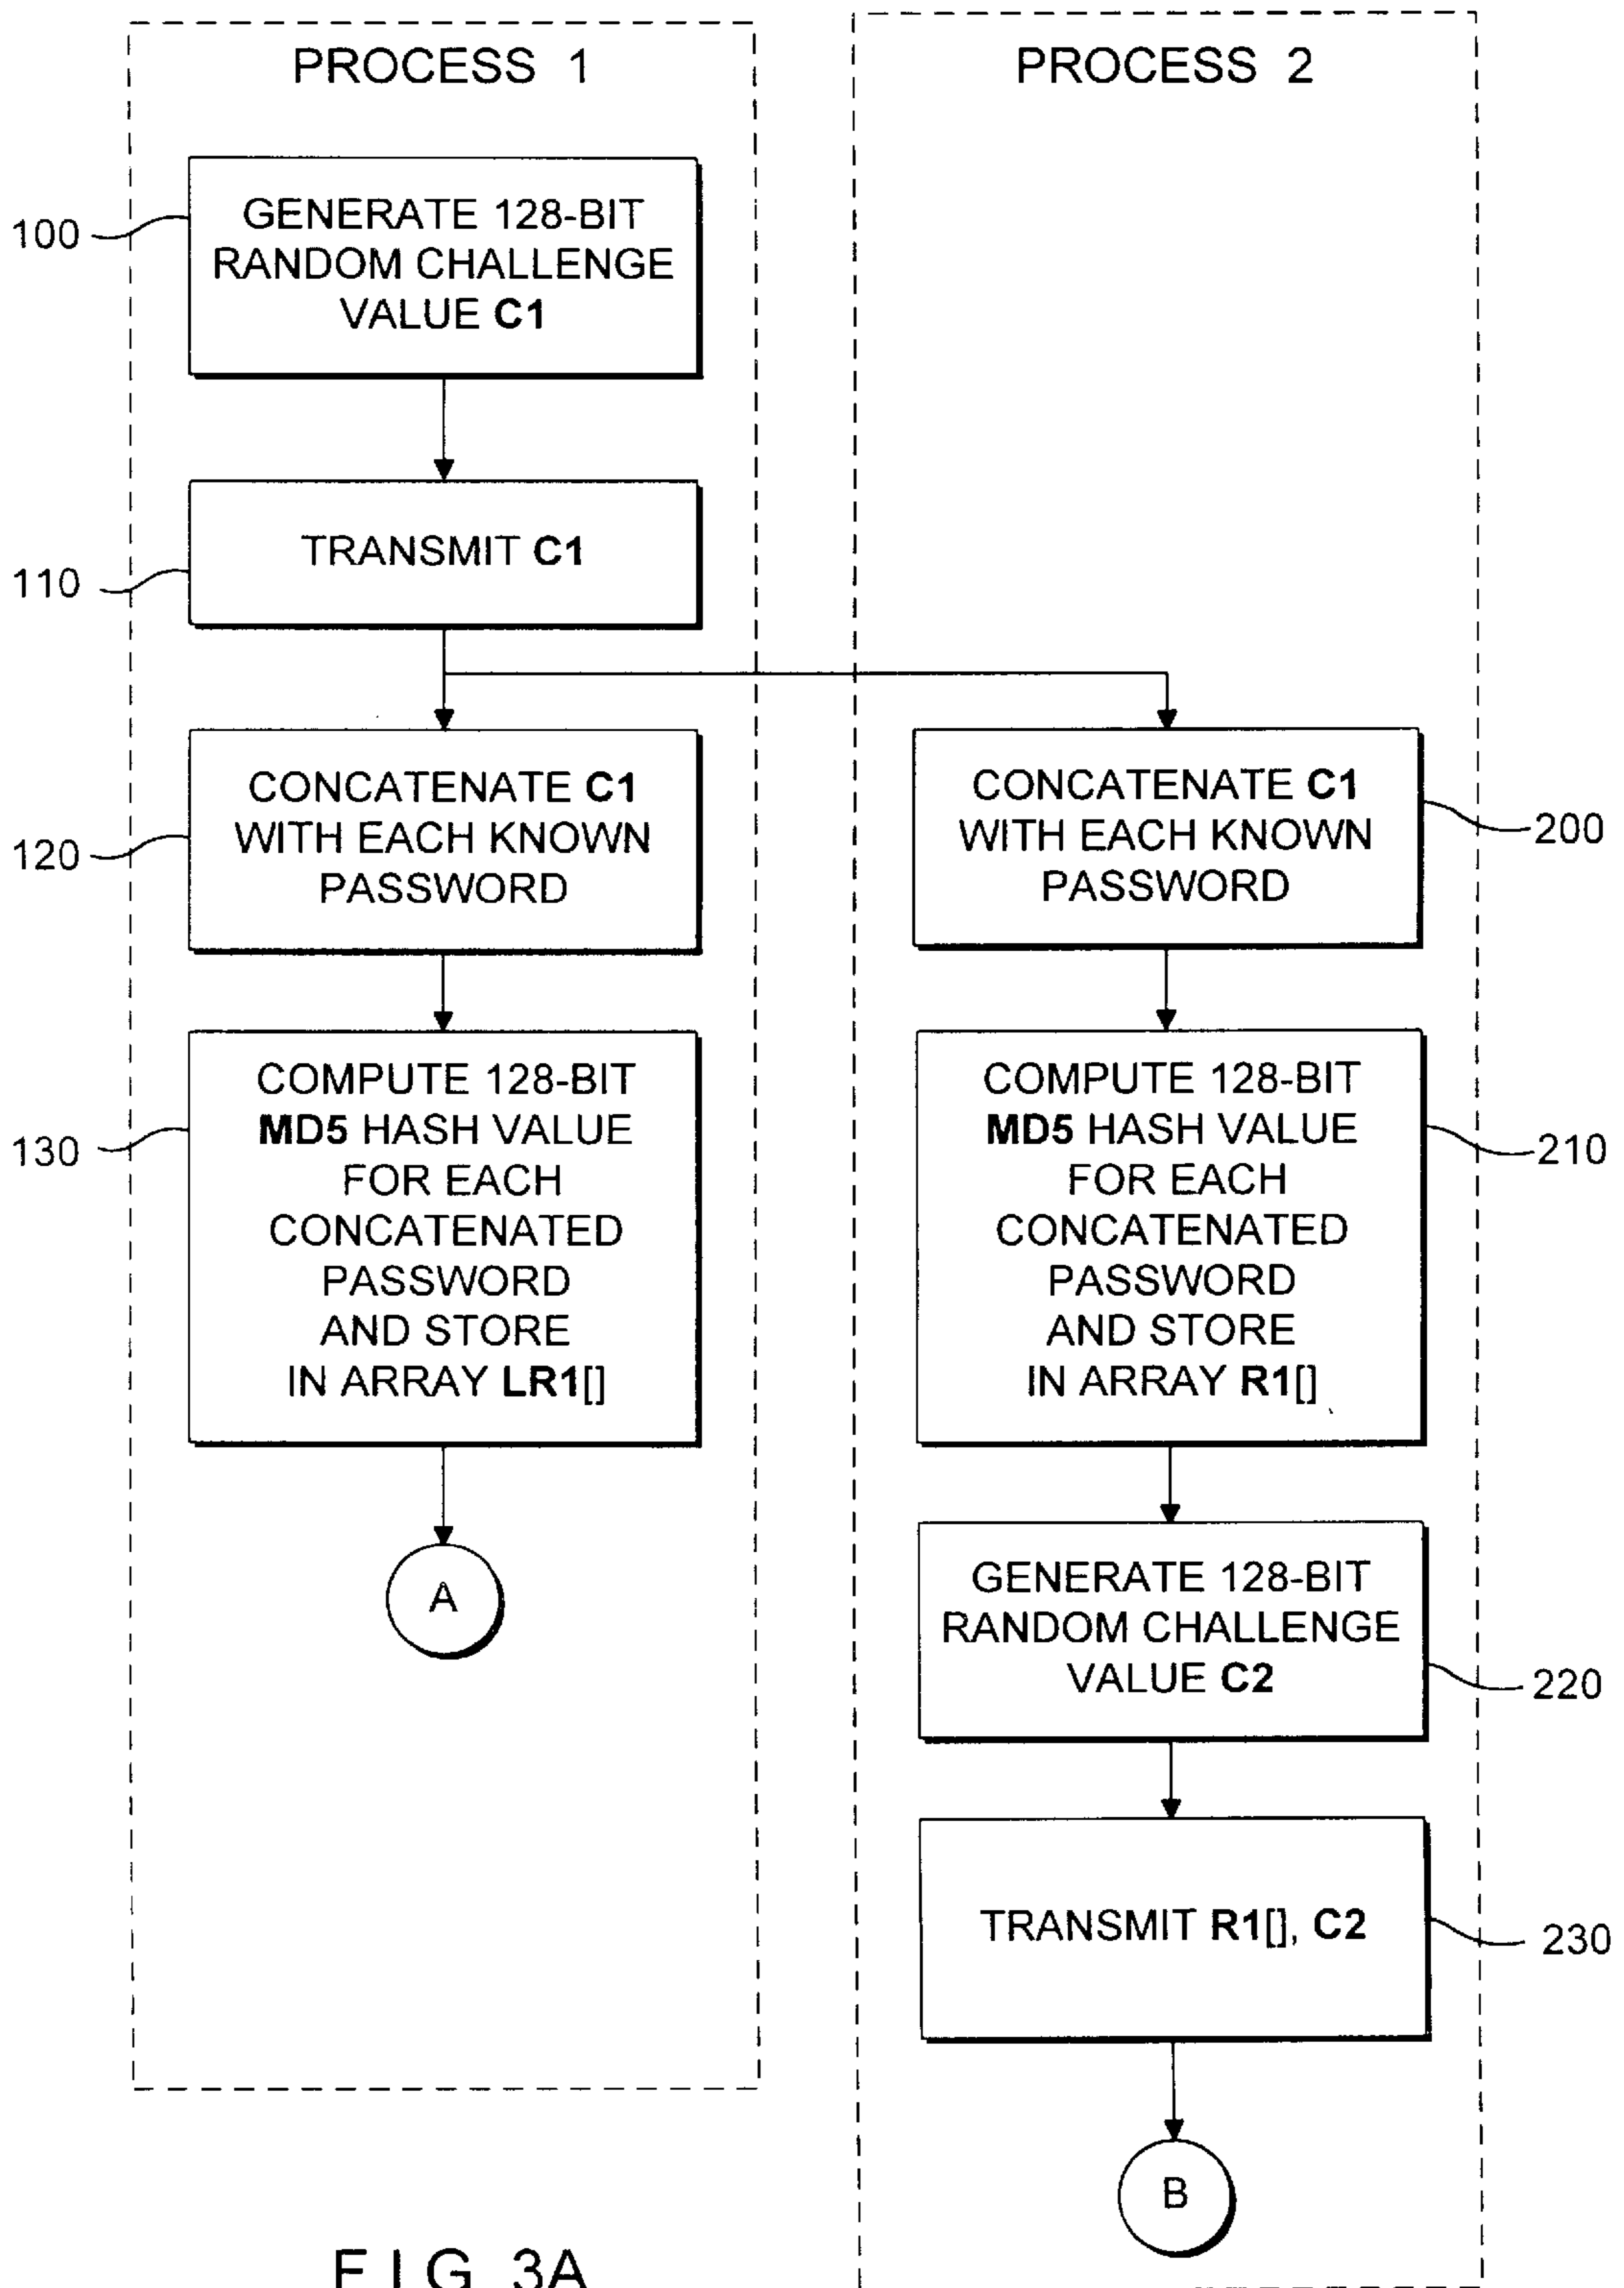 PROCESS 1
100
GENERATE 128-BIT
RANDOM CHALLENGE
VALUE C1
110
TRANSMIT C1
120
CONCATENATE C1
WITH EACH KNOWN
PASSWORD
130
COMPUTE 128-BIT
MD5 HASH VALUE
FOR EACH
CONCATENATED
PASSWORD
AND STORE
IN ARRAY LR1[]
A
PROCESS 2
CONCATENATE C1
WITH EACH KNOWN
PASSWORD
200
COMPUTE 128-BIT
MD5 HASH VALUE
FOR EACH
CONCATENATED
PASSWORD
AND STORE
IN ARRAY R1[]
210
GENERATE 128-BIT
RANDOM CHALLENGE
VALUE C2
220
TRANSMIT R1[], C2
230
B
FIG 3A